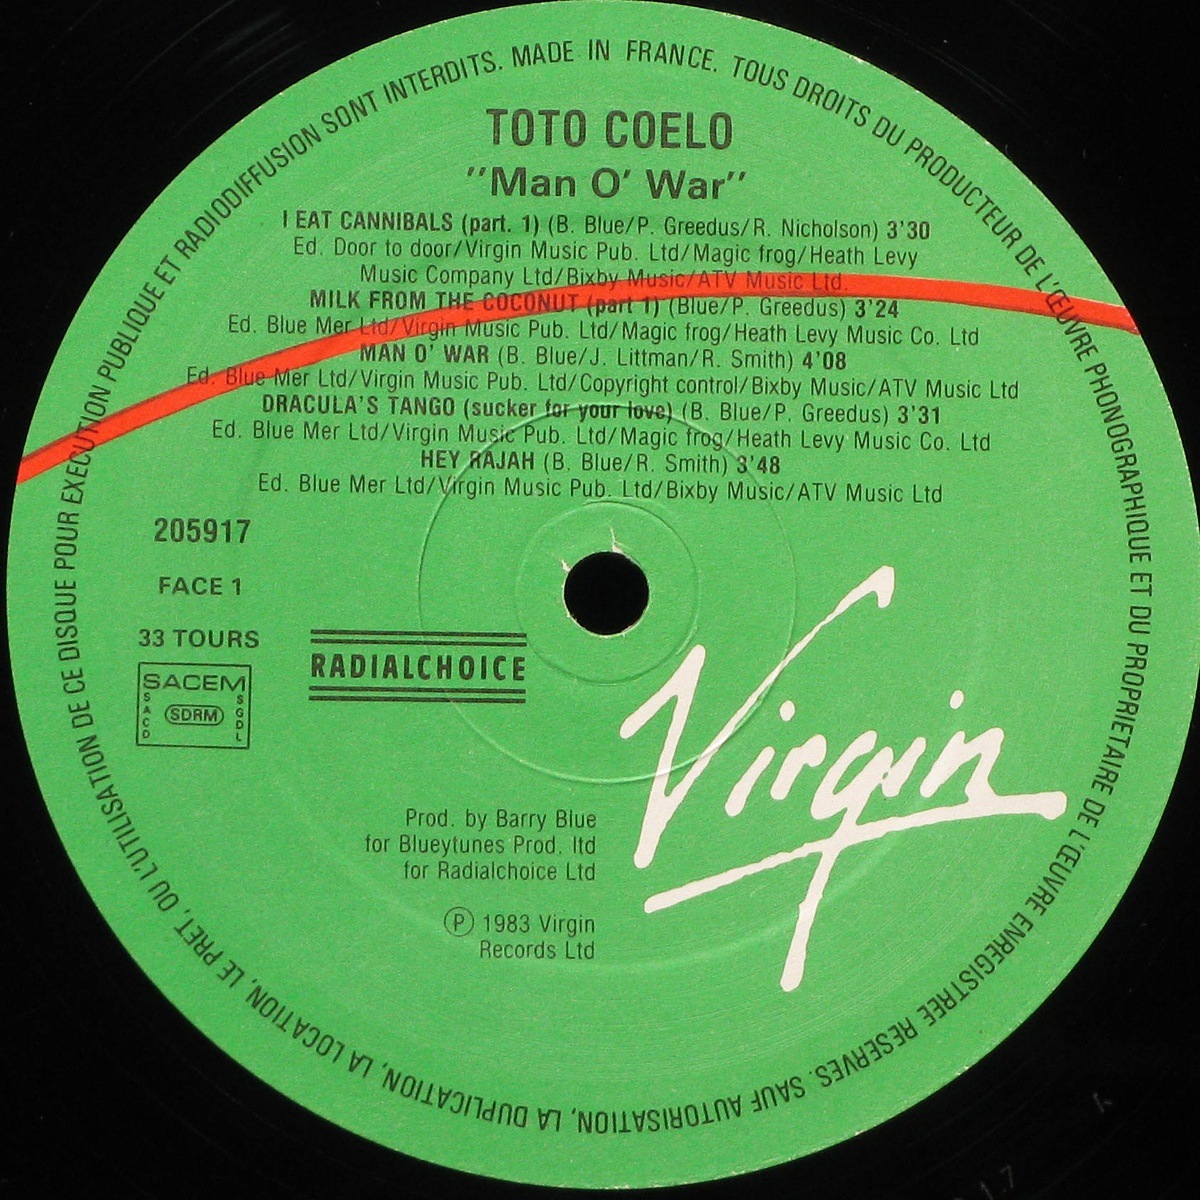 TOTO COELO
"Man O' War"
I EAT CANNIBALS (part. 1) (B. Blue/P. Greedus/R. Nicholson) 3'30
Ed. Door to door/Virgin Music Pub. Ltd/Magic frog/Heath Levy
Music Company Ltd/Bixby Music/ATV Music Ltd.
MILK FROM THE COCONUT (part 1) (Blue/P. Greedus) 3'24
Ed. Blue Mer Ltd/Virgin Music Pub. Ltd/Magic frog/Heath Levy Music Co. Ltd
MAN O' WAR (B. Blue/J. Littman/R. Smith) 4'08
Ed. Blue Mer Ltd/Virgin Music Pub. Ltd/Copyright control/Bixby Music/ATV Music Ltd
DRACULA'S TANGO (sucker for your love) (B. Blue/P. Greedus) 3'31
Ed. Blue Mer Ltd/Virgin Music Pub. Ltd/Magic frog/Heath Levy Music Co. Ltd
HEY RAJAH (B. Blue/R. Smith) 3'48
Ed. Blue Mer Ltd/Virgin Music Pub. Ltd/Bixby Music/ATV Music Ltd
205917
FACE 1
33 TOURS
SACEM
SACD
SDRM
SGDL
RADIALCHOICE
Virgin
Prod. by Barry Blue
for Blueytunes Prod. ltd
for Radialchoice Ltd
Ⓟ 1983 Virgin
Records Ltd
MADE IN FRANCE. TOUS DROITS DU PRODUCTEUR DE L'ŒUVRE PHONOGRAPHIQUE ET DU PROPRIETAIRE DE L'ŒUVRE ENREGISTREE RESERVES. SAUF AUTORISATION, LA DUPLICATION, LA LOCATION, LE PRET, OU L'UTILISATION DE CE DISQUE POUR EXECUTION PUBLIQUE ET RADIODIFFUSION SONT INTERDITS.